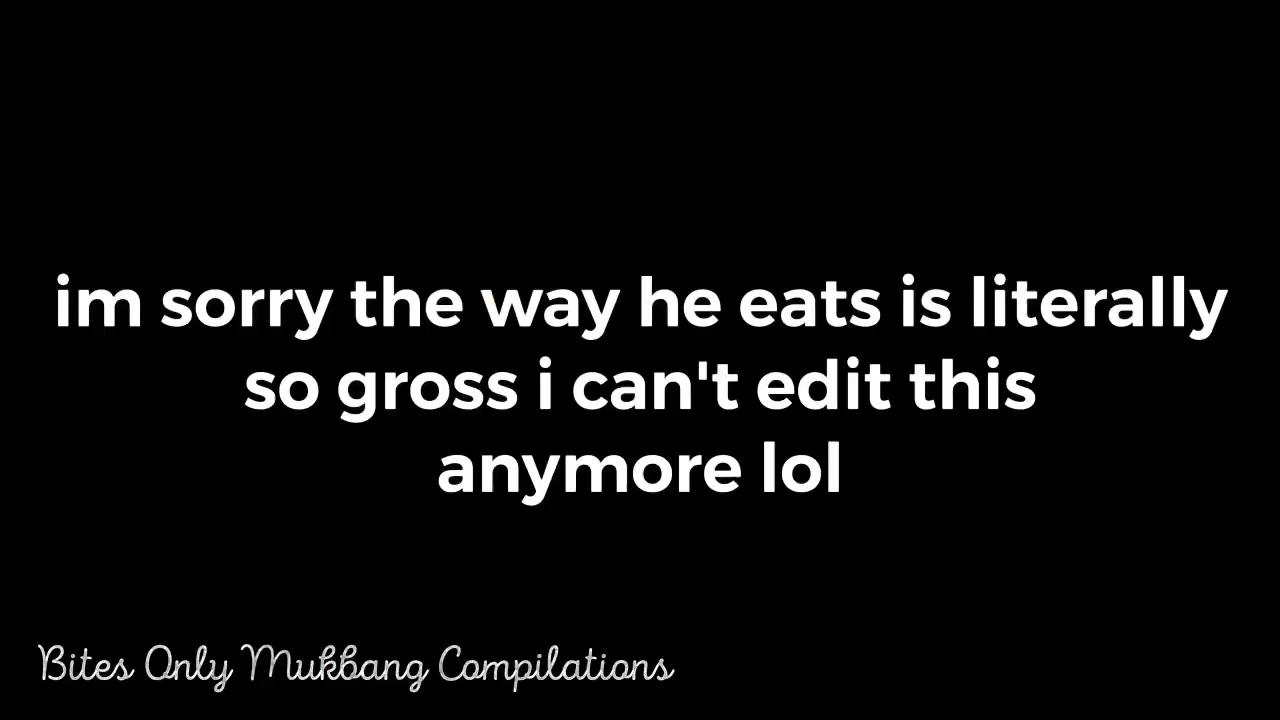 im sorry the way he eats is literally
so gross i can't edit this
anymore lol
Bites Only Mukbang Compilations